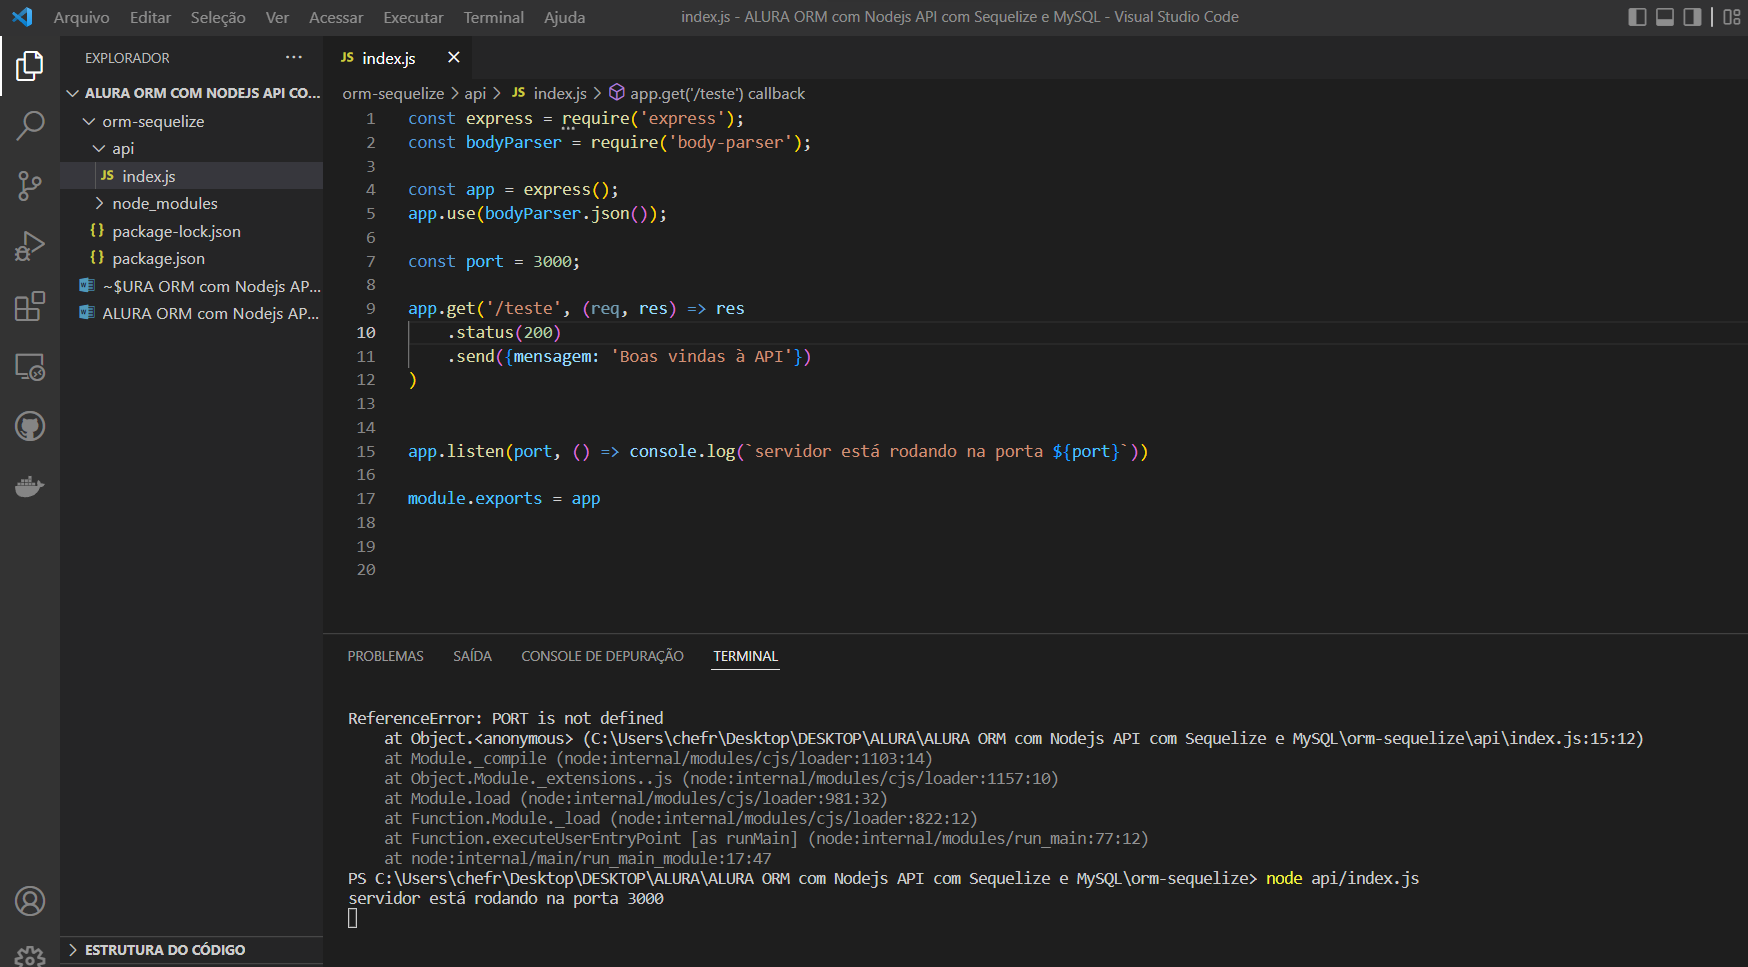 Arquivo Editar Seleção Ver Acessar Executar Terminal Ajuda
index.js - ALURA ORM com Nodejs API com Sequelize e MySQL - Visual Studio Code
EXPLORADOR ...
ALURA ORM COM NODEJS API CO...
orm-sequelize
api
JS index.js
node_modules
{} package-lock.json
{} package.json
~$URA ORM com Nodejs AP...
ALURA ORM com Nodejs AP...
ESTRUTURA DO CÓDIGO
JS index.js
orm-sequelize > api > JS index.js > app.get('/teste') callback
1 const express = require('express');
2 const bodyParser = require('body-parser');
3
4 const app = express();
5 app.use(bodyParser.json());
6
7 const port = 3000;
8
9 app.get('/teste', (req, res) => res
10 .status(200)
11 .send({mensagem: 'Boas vindas à API'})
12 )
13
14
15 app.listen(port, () => console.log(`servidor está rodando na porta ${port}`))
16
17 module.exports = app
18
19
20
PROBLEMAS SAÍDA CONSOLE DE DEPURAÇÃO TERMINAL
ReferenceError: PORT is not defined
at Object.<anonymous> (C:\Users\chefr\Desktop\DESKTOP\ALURA\ALURA ORM com Nodejs API com Sequelize e MySQL\orm-sequelize\api\index.js:15:12)
at Module._compile (node:internal/modules/cjs/loader:1103:14)
at Object.Module._extensions..js (node:internal/modules/cjs/loader:1157:10)
at Module.load (node:internal/modules/cjs/loader:981:32)
at Function.Module._load (node:internal/modules/cjs/loader:822:12)
at Function.executeUserEntryPoint [as runMain] (node:internal/modules/run_main:77:12)
at node:internal/main/run_main_module:17:47
PS C:\Users\chefr\Desktop\DESKTOP\ALURA\ALURA ORM com Nodejs API com Sequelize e MySQL\orm-sequelize> node api/index.js
servidor está rodando na porta 3000